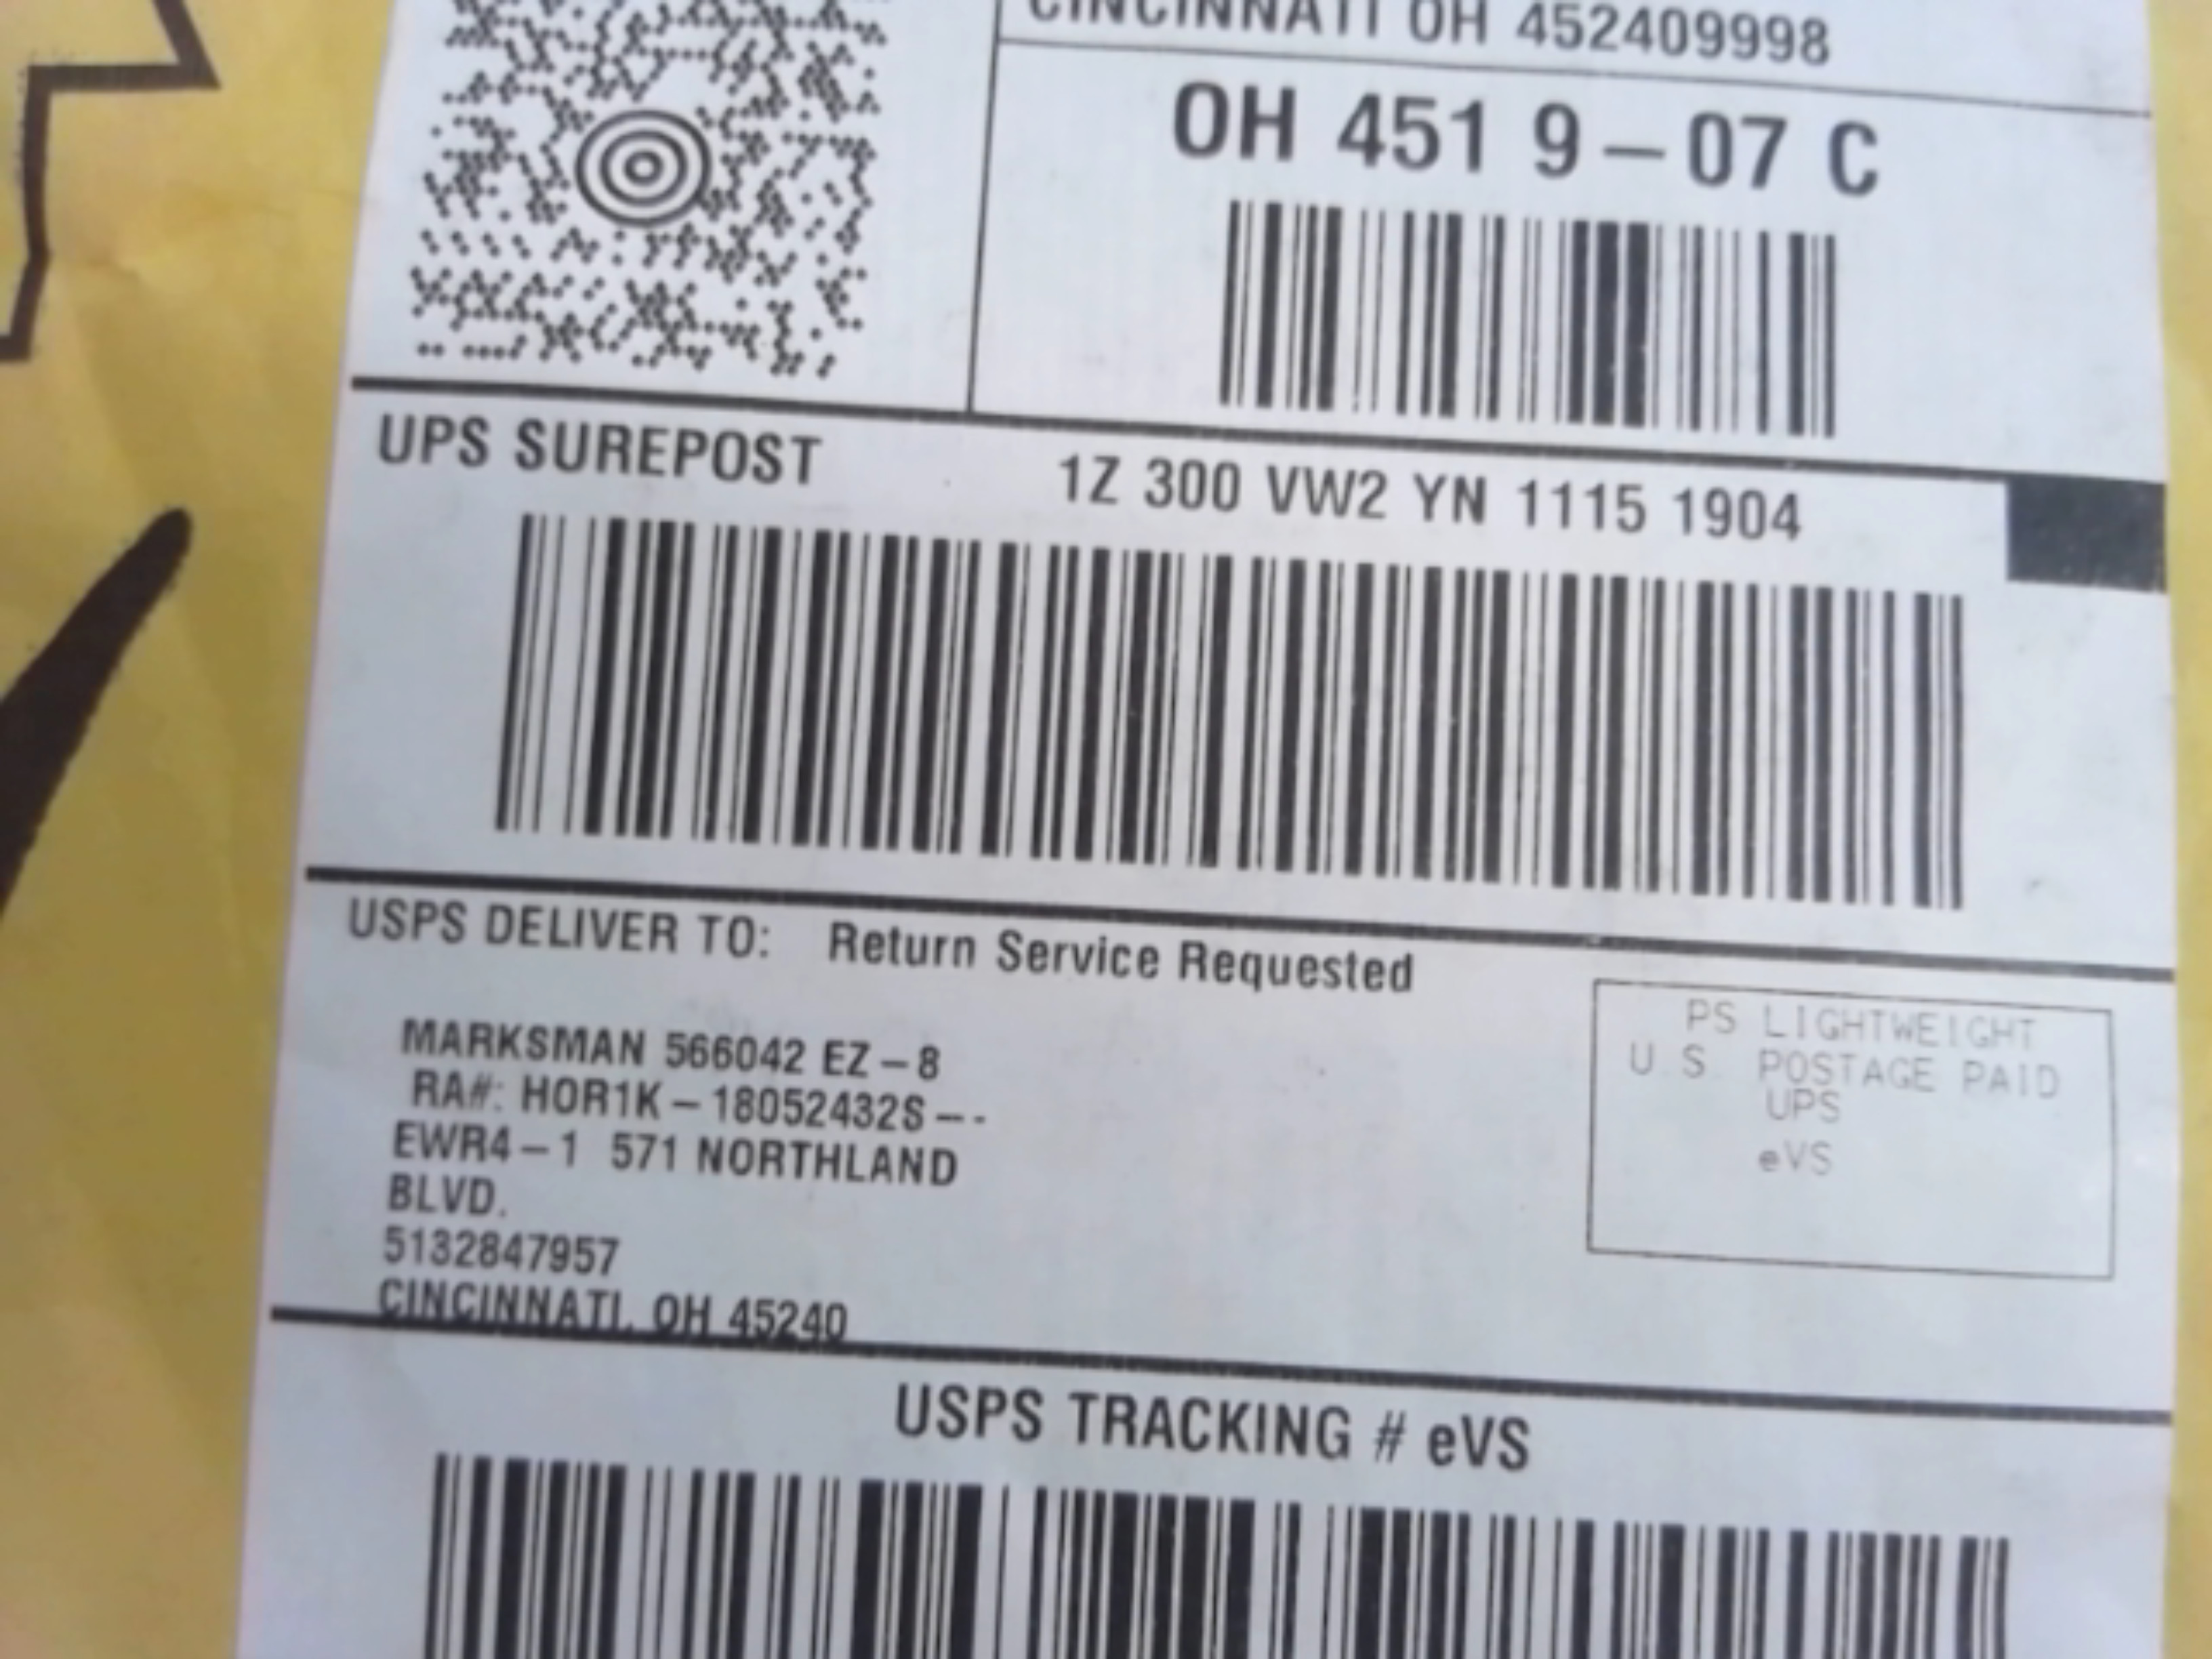 CINCINNATI OH 452409998
OH 451 9 – 07 C
UPS SUREPOST
1Z 300 VW2 YN 1115 1904
USPS DELIVER TO: Return Service Requested
MARKSMAN 566042 EZ – 8
RA#: HOR1K – 18052432S – -
EWR4 – 1 571 NORTHLAND
BLVD.
5132847957
CINCINNATI, OH 45240
PS LIGHTWEIGHT
U.S. POSTAGE PAID
UPS
eVS
USPS TRACKING # eVS